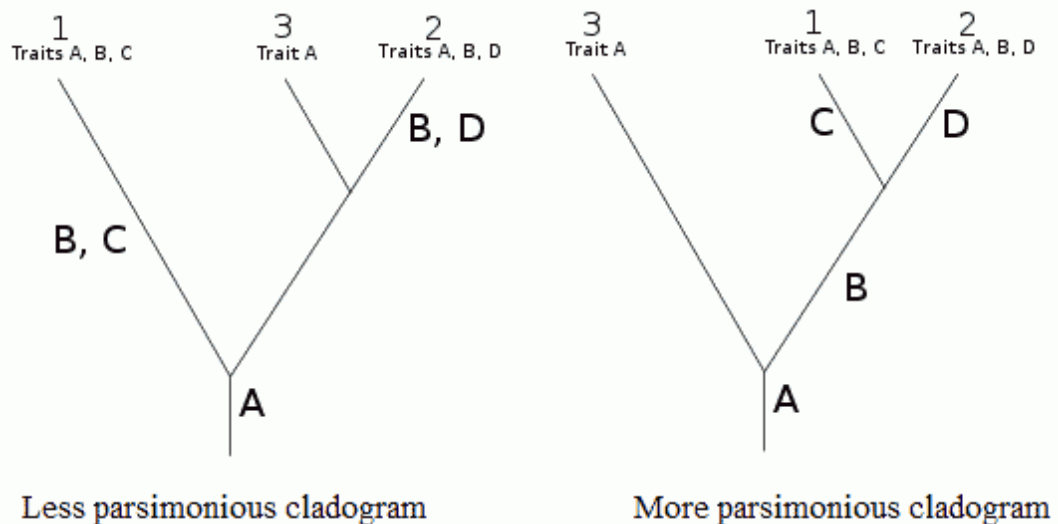 1
Traits A, B, C
3
Trait A
2
Traits A, B, D
B, D
B, C
A
Less parsimonious cladogram
3
Trait A
1
Traits A, B, C
2
Traits A, B, D
C
D
B
A
More parsimonious cladogram